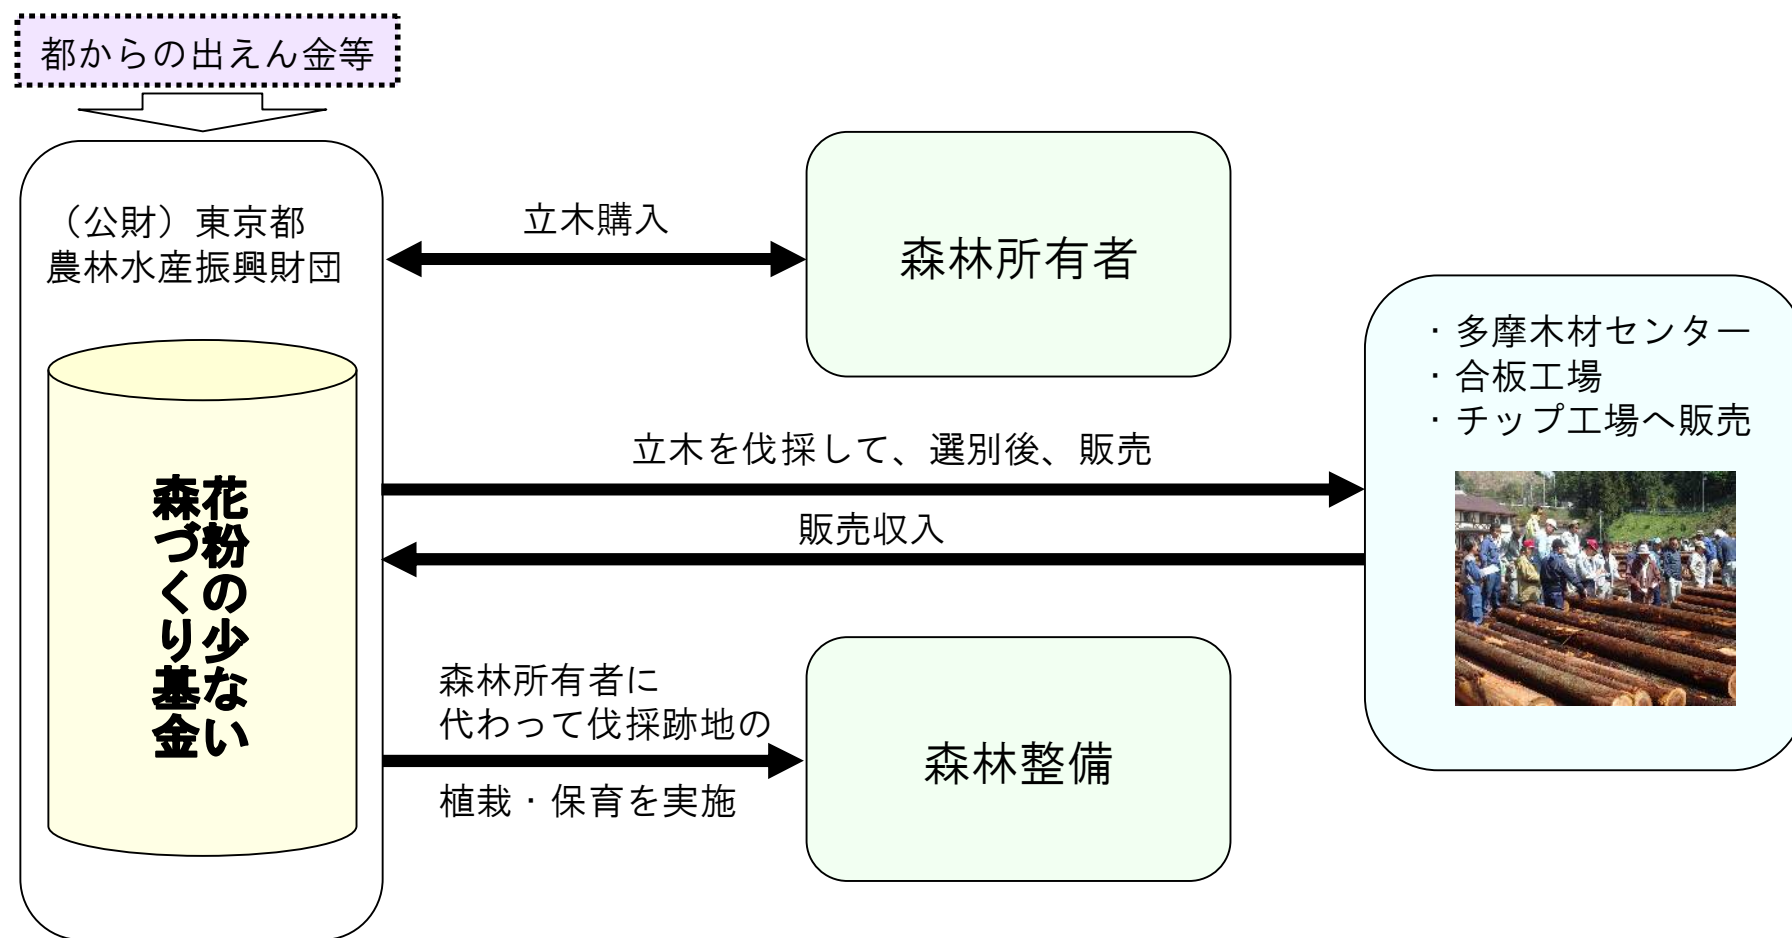 都からの出えん金等
（公財）東京都
農林水産振興財団
花粉の少ない
森づくり基金
立木購入
森林所有者
立木を伐採して、選別後、販売
販売収入
・多摩木材センター
・合板工場
・チップ工場へ販売
森林所有者に
代わって伐採跡地の
植栽・保育を実施
森林整備